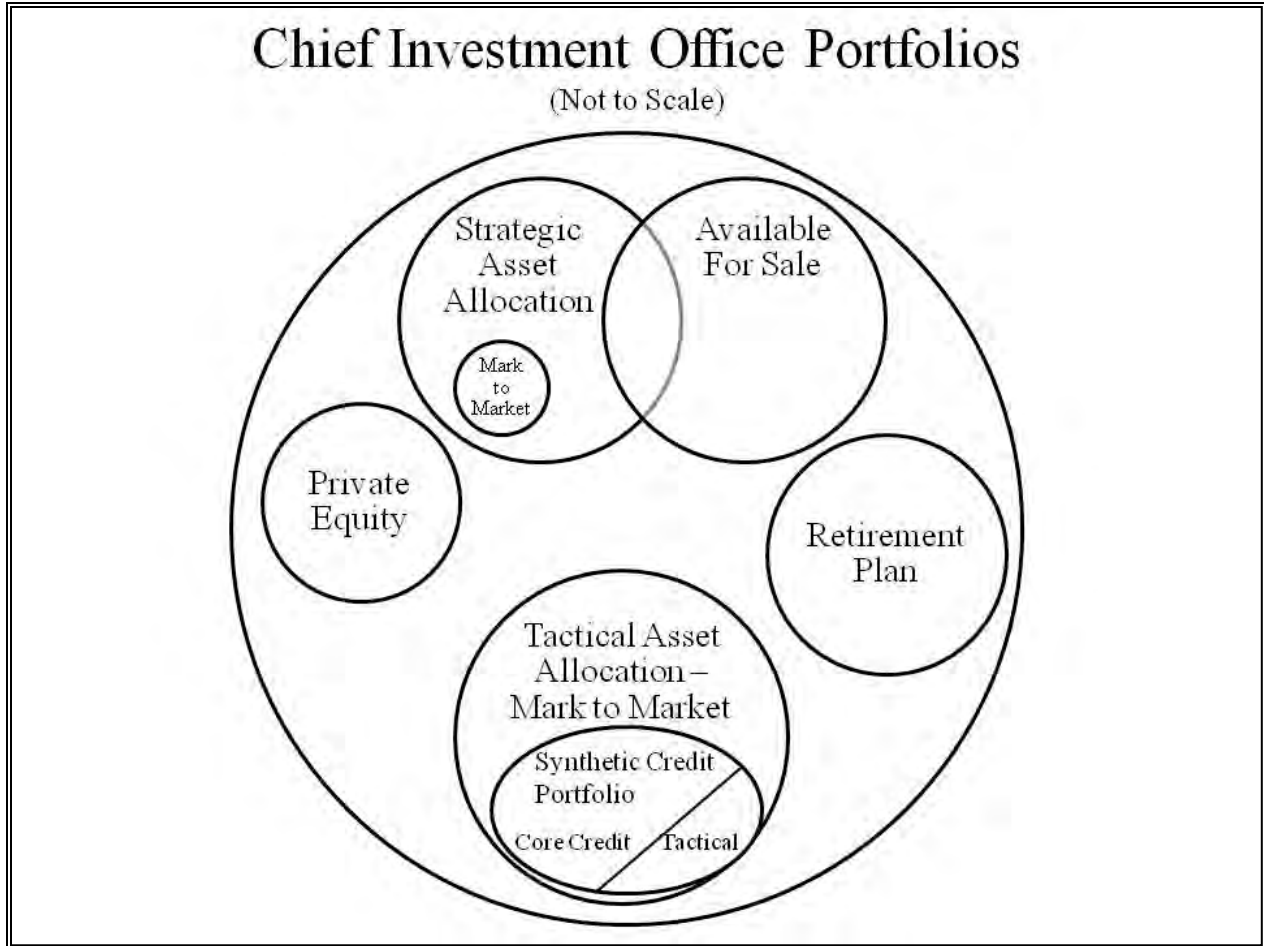 Chief Investment Office Portfolios
(Not to Scale)
Strategic
Asset
Allocation
Available
For Sale
Mark
to
Market
Private
Equity
Retirement
Plan
Tactical Asset
Allocation –
Mark to Market
Synthetic Credit
Portfolio
Core Credit
Tactical